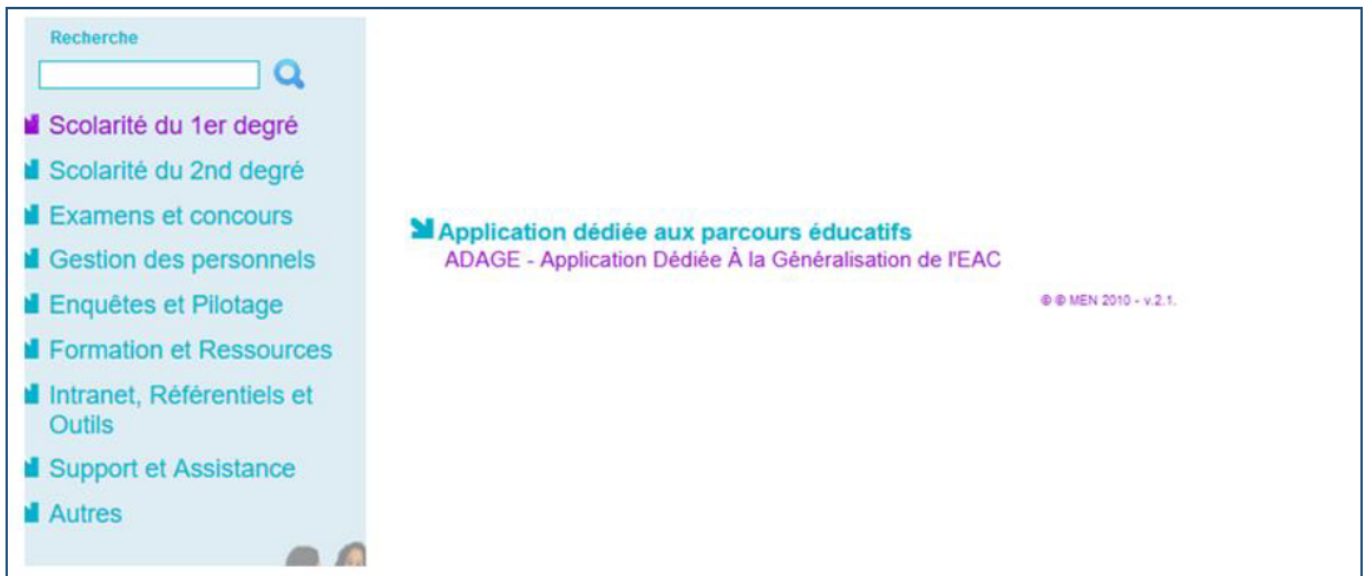 Recherche
Scolarité du 1er degré
Scolarité du 2nd degré
Examens et concours
Gestion des personnels
Enquêtes et Pilotage
Formation et Ressources
Intranet, Référentiels et
Outils
Support et Assistance
Autres
Application dédiée aux parcours éducatifs
ADAGE - Application Dédiée À la Généralisation de l'EAC
© © MEN 2010 - v.2.1.